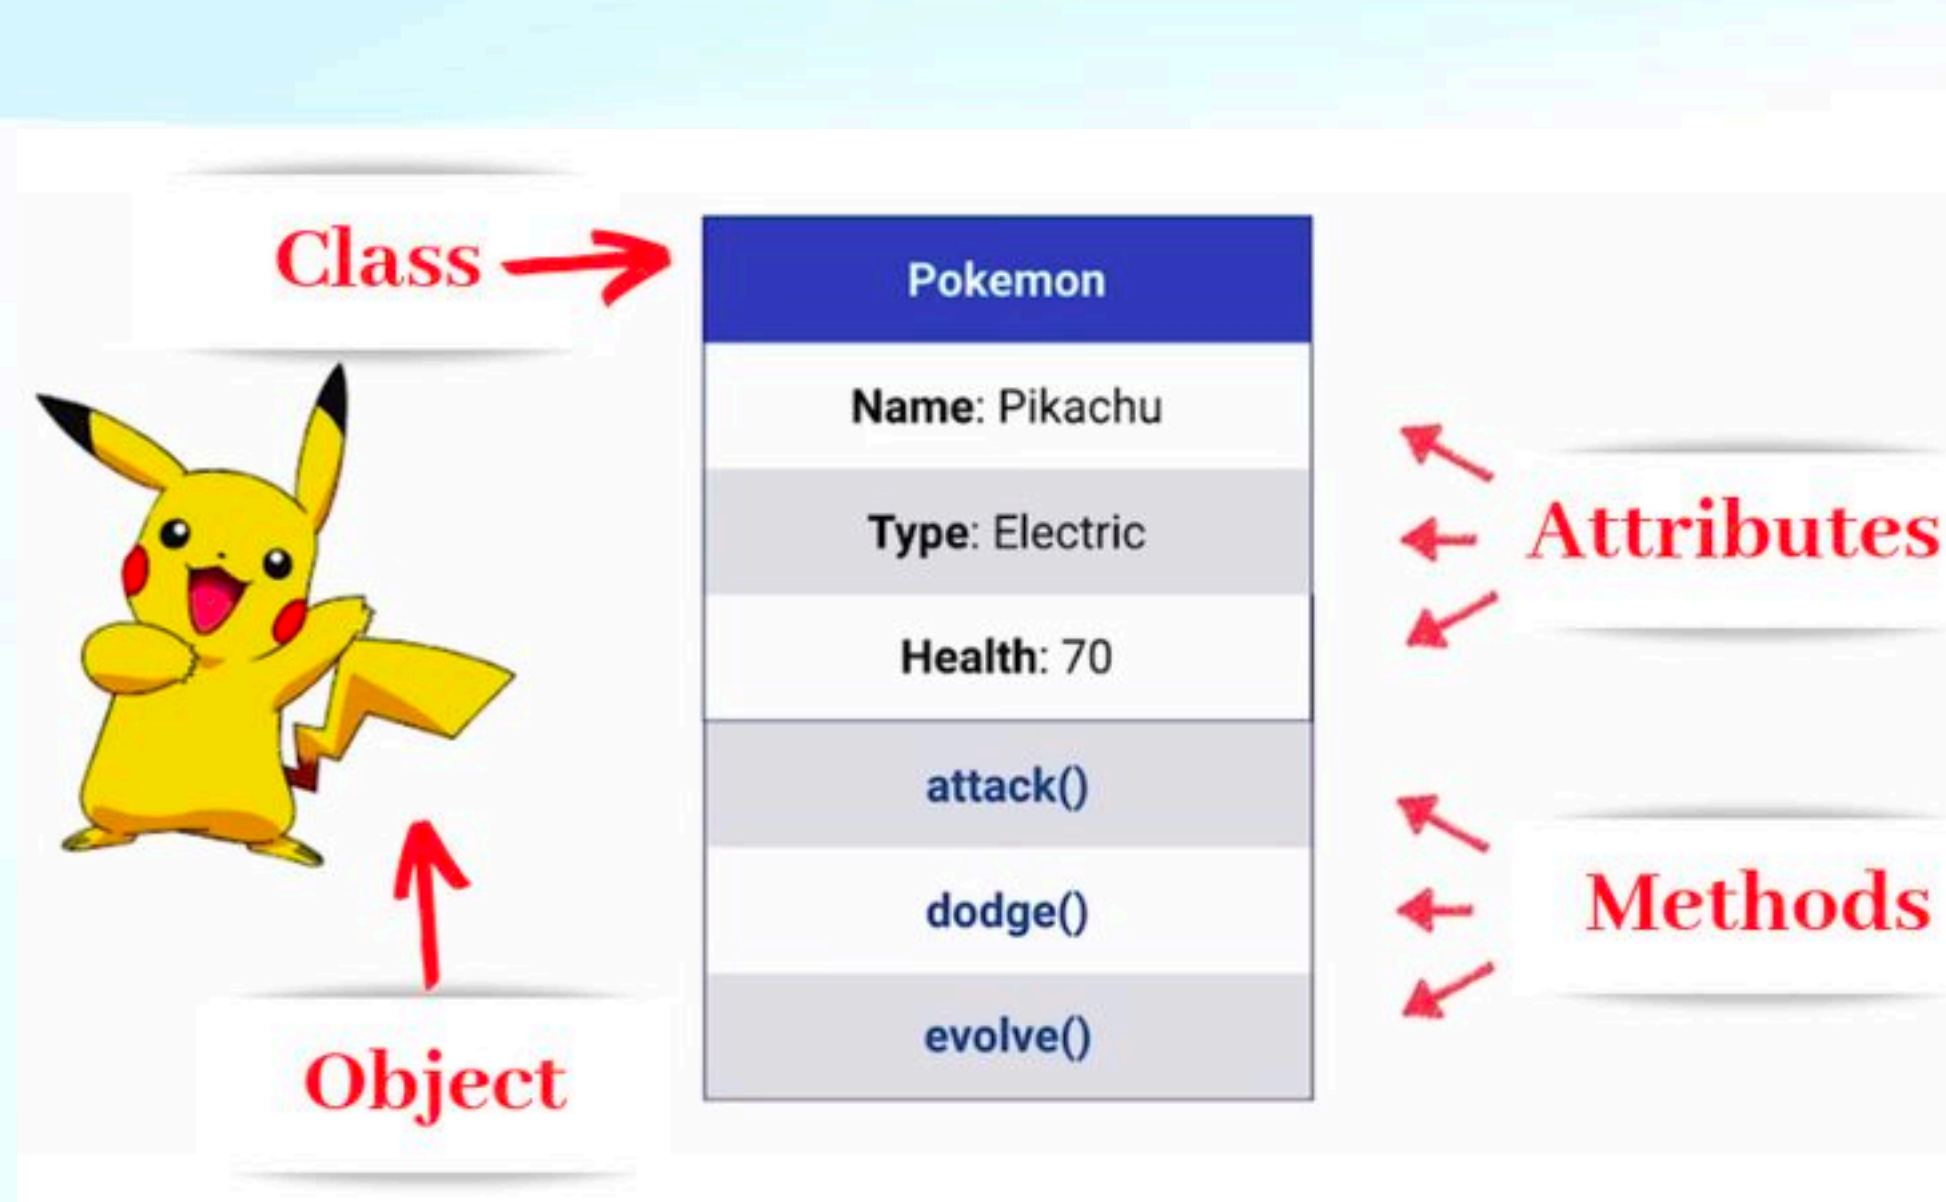 Class
Pokemon
Name: Pikachu
Type: Electric
Health: 70
Attributes
attack()
dodge()
evolve()
Methods
Object